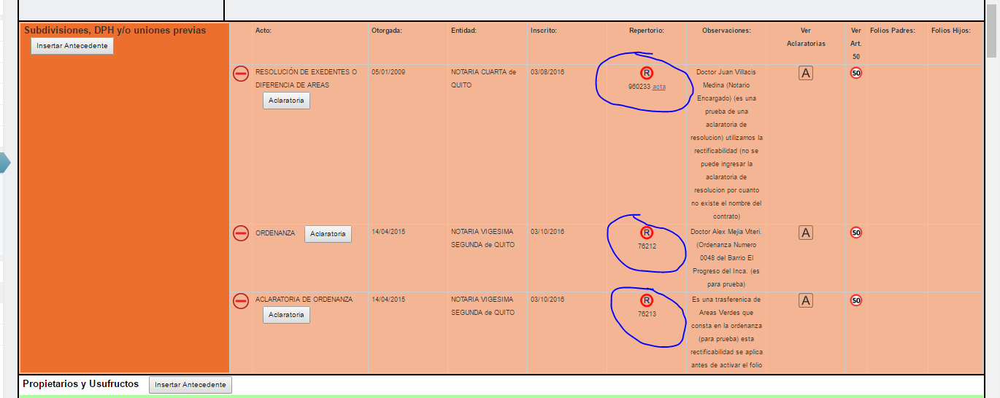 Subdivisiones, DPH y/o uniones previas
Insertar Antecedente
Acto:
Otorgada:
Entidad:
Inscrito:
Repertorio:
Observaciones:
Ver
Aclaratorias
Ver
Art.
50
Folios Padres:
Folios Hijos:
RESOLUCIÓN DE EXEDENTES O
DIFERENCIA DE AREAS
Aclaratoria
05/01/2009
NOTARIA CUARTA de
QUITO
03/08/2016
R
960233 acta
Doctor Juan Villacis
Medina (Notario
Encargado) (es una
prueba de una
aclaratoria de
resolucion) utilizamos la
rectificabilidad (no se
puede ingresar la
aclaratoria de
resolucion por cuanto
no existe el nombre del
contrato)
A
50
ORDENANZA
Aclaratoria
14/04/2015
NOTARIA VIGESIMA
SEGUNDA de QUITO
03/10/2016
R
76212
Doctor Alex Mejía Viteri.
(Ordenanza Numero
0048 del Barrio El
Progreso del Inca. (es
para prueba)
A
50
ACLARATORIA DE ORDENANZA
Aclaratoria
14/04/2015
NOTARIA VIGESIMA
SEGUNDA de QUITO
03/10/2016
R
76213
Es una trasferenica de
Areas Verdes que
consta en la ordenanza
(para prueba) esta
rectificabilidad se aplica
antes de activar el folio
A
50
Propietarios y Usufructos
Insertar Antecedente